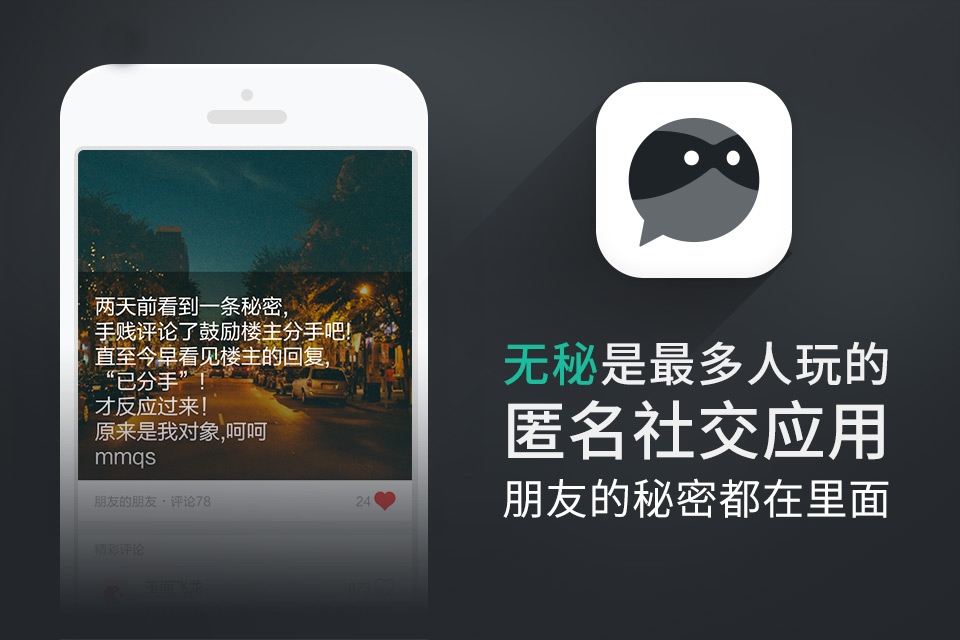 两天前看到一条秘密,
手贱评论了鼓励楼主分手吧!
直至今早看见楼主的回复,
“已分手”!
才反应过来!
原来是我对象,呵呵
mmqs
朋友的朋友·评论78
24
精彩评论
无秘是最多人玩的
匿名社交应用
朋友的秘密都在里面